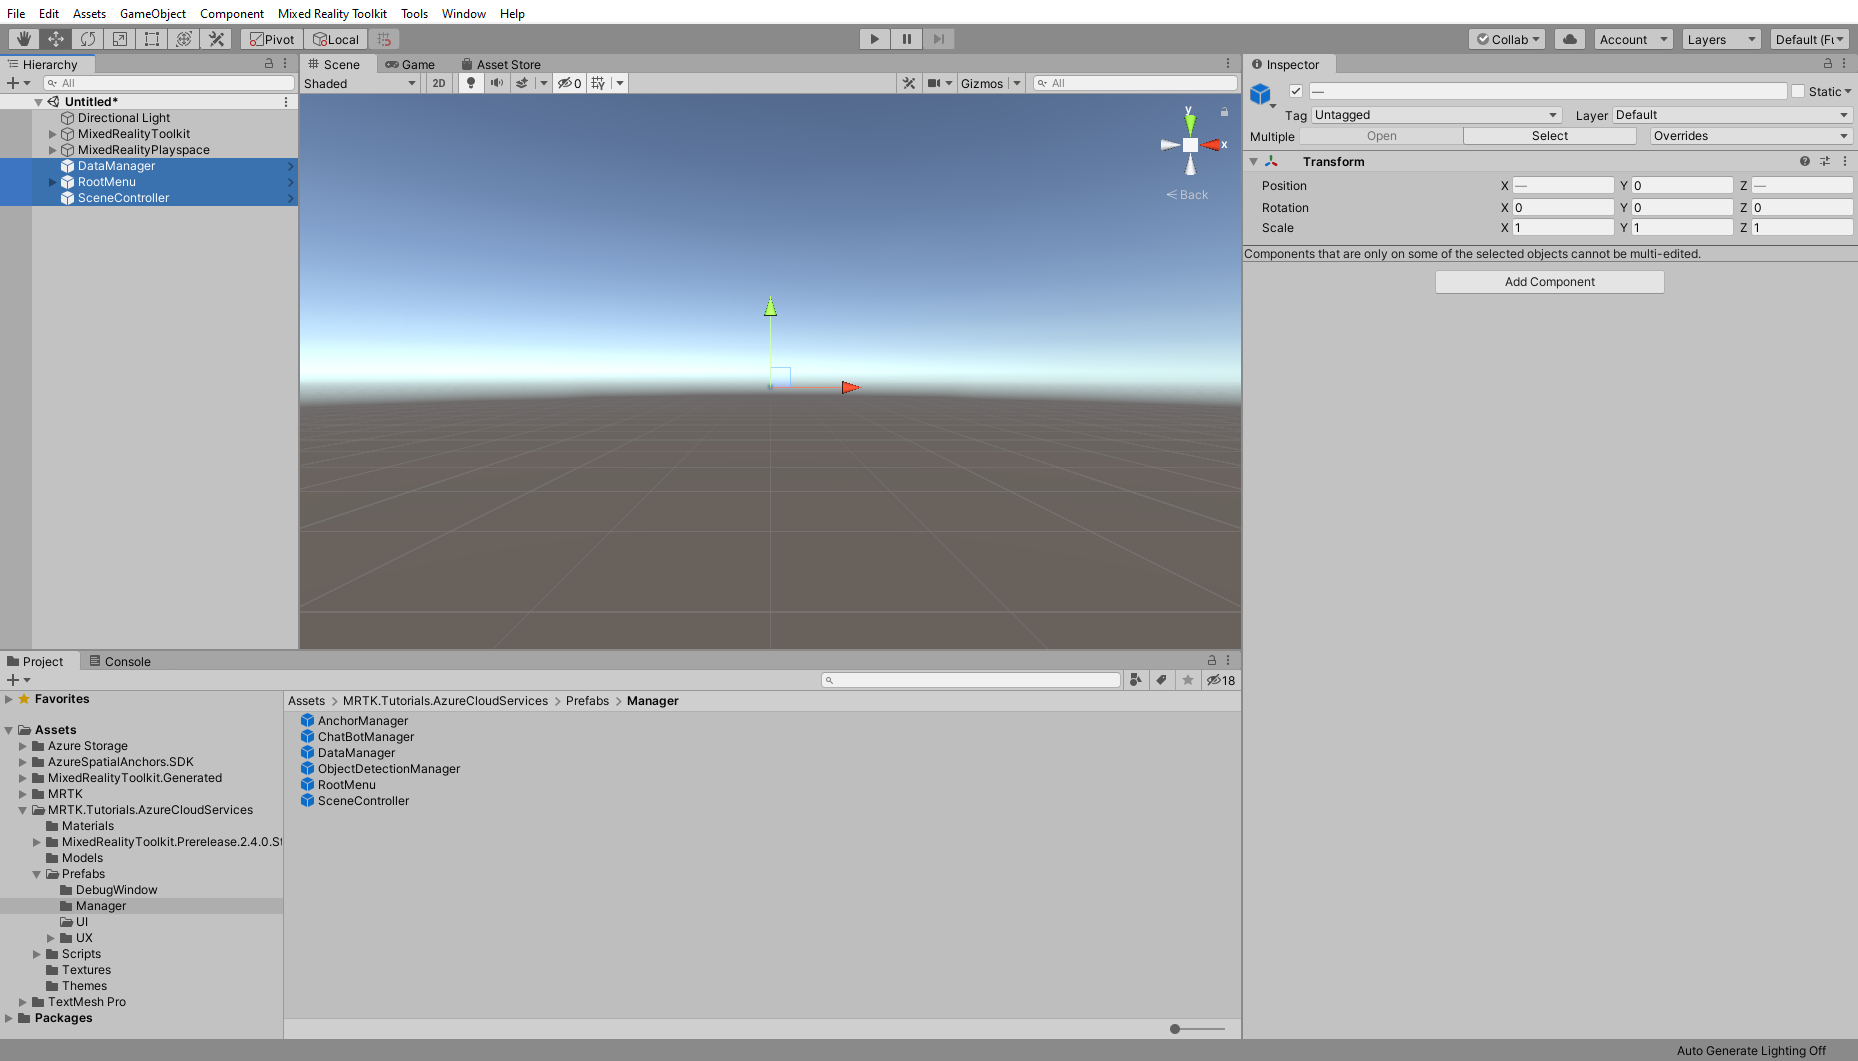 File Edit Assets GameObject Component Mixed Reality Toolkit Tools Window Help
Pivot Local Collab Account Layers Default (Fu
Hierarchy
All
Untitled*
Directional Light
MixedRealityToolkit
MixedRealityPlayspace
DataManager
RootMenu
SceneController
Scene Game Asset Store
Shaded 2D 0 Gizmos All
y
x
< Back
Inspector
— Static
Tag Untagged Layer Default
Multiple Open Select Overrides
Transform
Position X — Y 0 Z —
Rotation X 0 Y 0 Z 0
Scale X 1 Y 1 Z 1
Components that are only on some of the selected objects cannot be multi-edited.
Add Component
Project Console
18
Favorites
Assets
Azure Storage
AzureSpatialAnchors.SDK
MixedRealityToolkit.Generated
MRTK
MRTK.Tutorials.AzureCloudServices
Materials
MixedRealityToolkit.Prerelease.2.4.0.St
Models
Prefabs
DebugWindow
Manager
UI
UX
Scripts
Textures
Themes
TextMesh Pro
Packages
Assets > MRTK.Tutorials.AzureCloudServices > Prefabs > Manager
AnchorManager
ChatBotManager
DataManager
ObjectDetectionManager
RootMenu
SceneController
Auto Generate Lighting Off